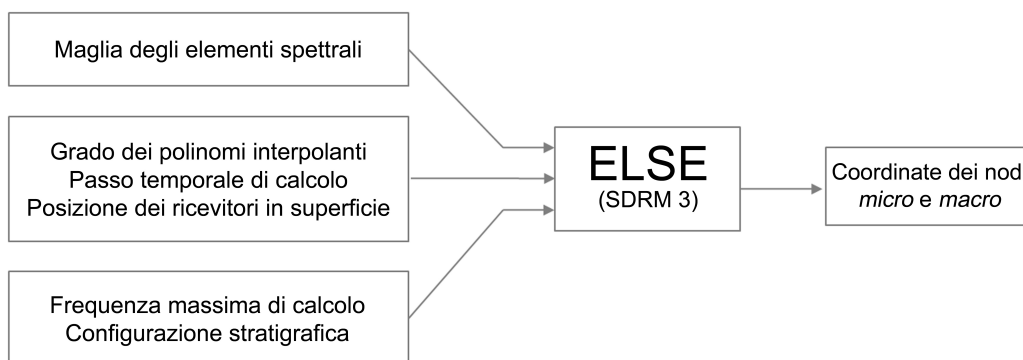 Maglia degli elementi spettrali
Grado dei polinomi interpolanti
Passo temporale di calcolo
Posizione dei ricevitori in superficie
Frequenza massima di calcolo
Configurazione stratigrafica
ELSE
(SDRM 3)
Coordinate dei nod
micro e macro